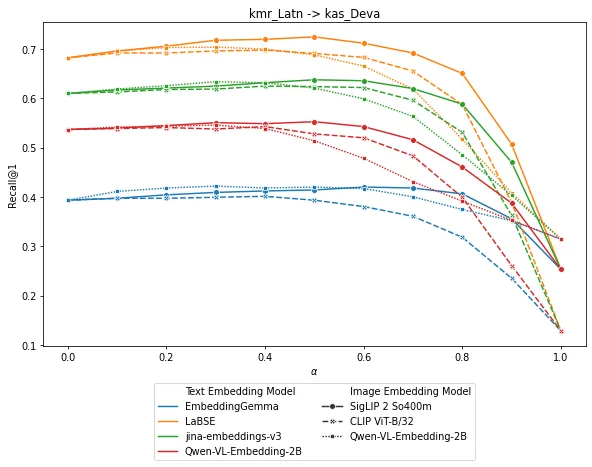 kmr_Latn -> kas_Deva
Recall@1
0.7
0.6
0.5
0.4
0.3
0.2
0.1
0.0 0.2 0.4 0.6 0.8 1.0
α
Text Embedding Model Image Embedding Model
EmbeddingGemma SigLIP 2 So400m
LaBSE CLIP ViT-B/32
jina-embeddings-v3 Qwen-VL-Embedding-2B
Qwen-VL-Embedding-2B